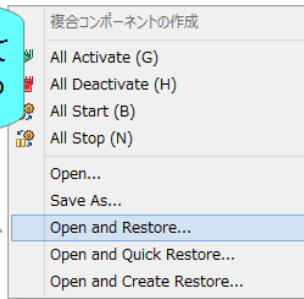 複合コンポーネントの作成
て
All Activate (G)
All Deactivate (H)
All Start (B)
All Stop (N)
Open...
Save As...
Open and Restore...
Open and Quick Restore...
Open and Create Restore...